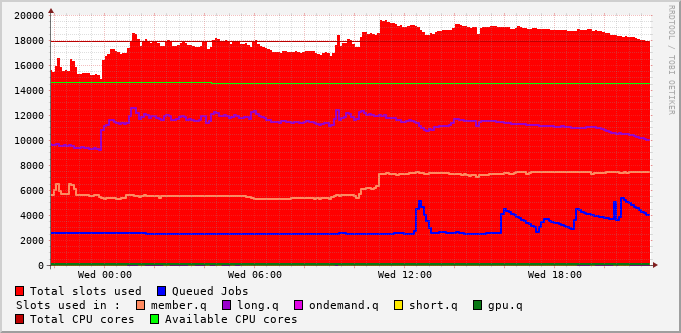 RRDTOOL / TOBI OETIKER
20000
18000
16000
14000
12000
10000
8000
6000
4000
2000
0
Wed 00:00 Wed 06:00 Wed 12:00 Wed 18:00
Total slots used Queued Jobs
Slots used in : member.q long.q ondemand.q short.q gpu.q
Total CPU cores Available CPU cores